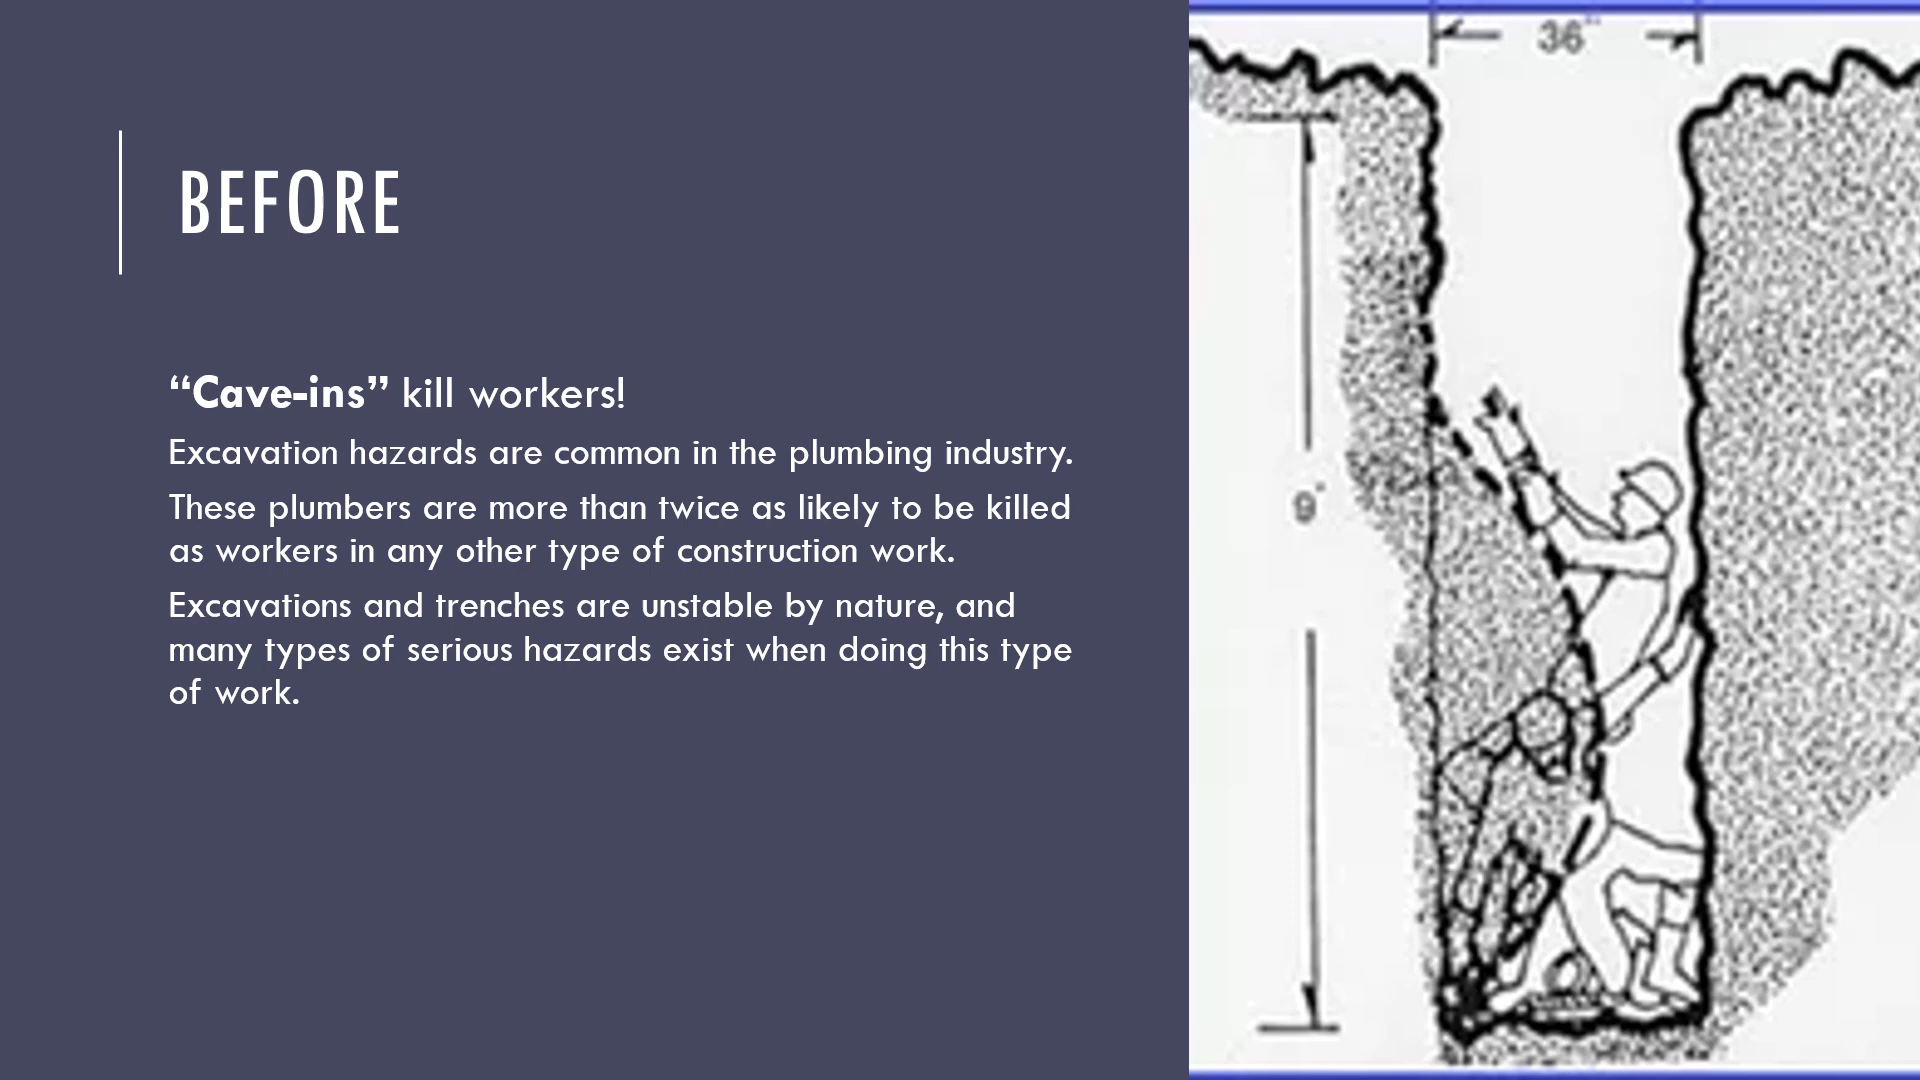 BEFORE
“Cave-ins” kill workers!
Excavation hazards are common in the plumbing industry.
These plumbers are more than twice as likely to be killed
as workers in any other type of construction work.
Excavations and trenches are unstable by nature, and
many types of serious hazards exist when doing this type
of work.
36"
9'